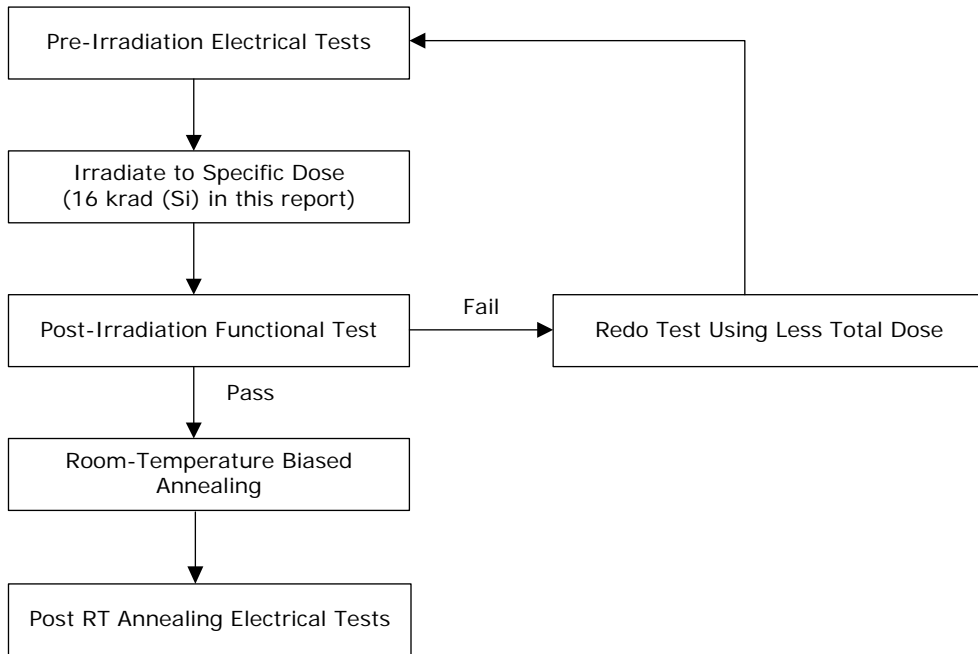 Pre-Irradiation Electrical Tests
Irradiate to Specific Dose
(16 krad (Si) in this report)
Post-Irradiation Functional Test
Fail
Redo Test Using Less Total Dose
Pass
Room-Temperature Biased
Annealing
Post RT Annealing Electrical Tests